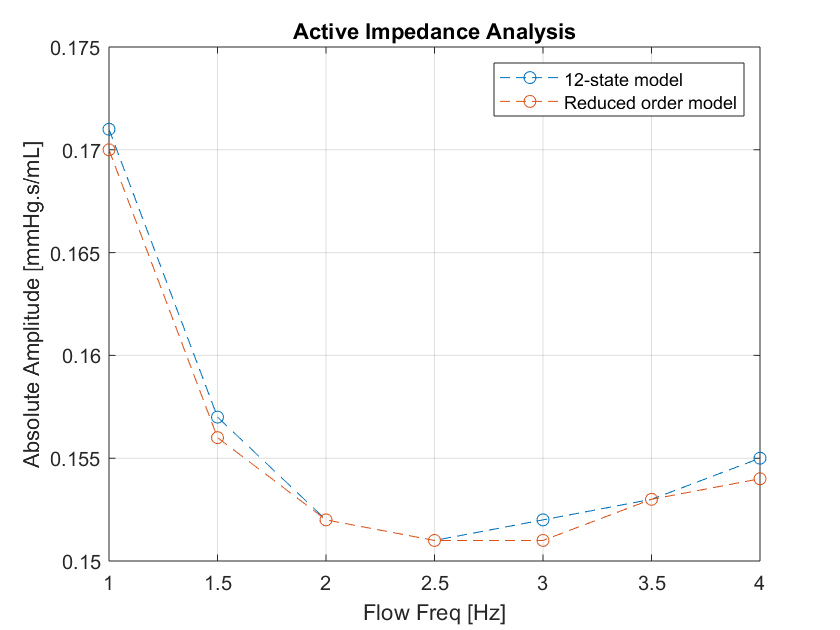 Active Impedance Analysis
12-state model
Reduced order model
Absolute Amplitude [mmHg.s/mL]
0.175
0.17
0.165
0.16
0.155
0.15
1
1.5
2
2.5
3
3.5
4
Flow Freq [Hz]